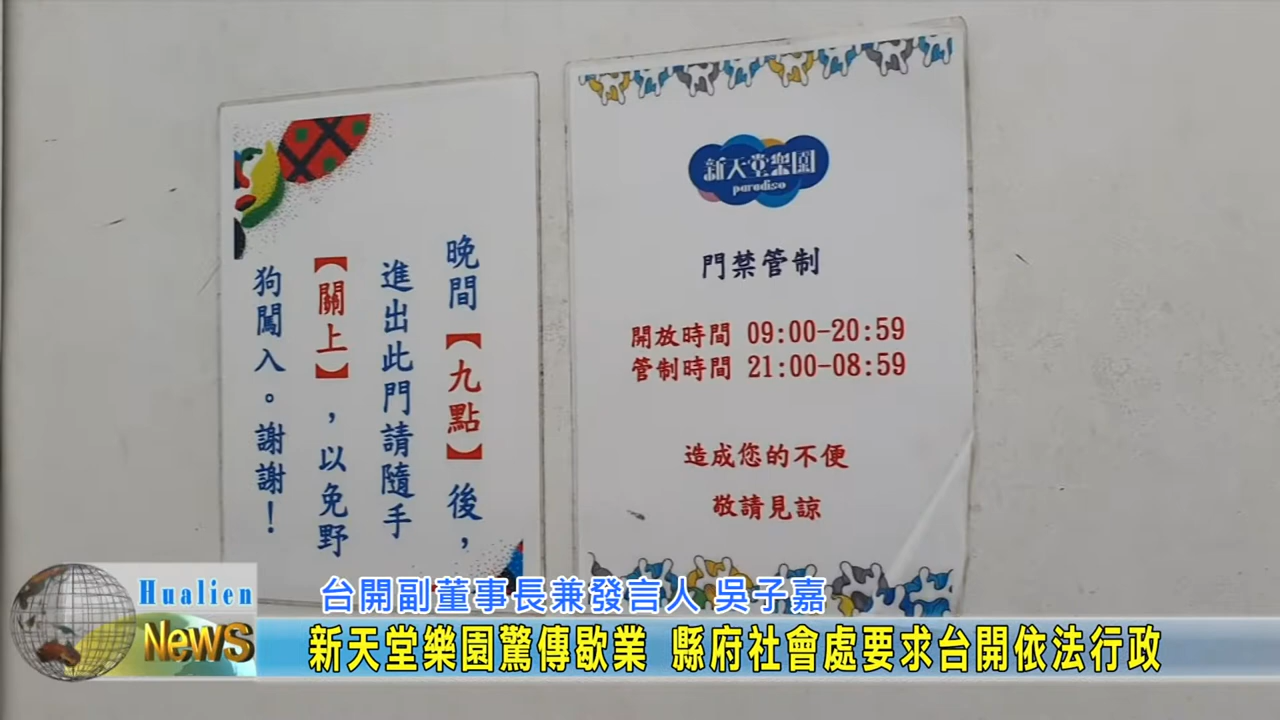 晚間【九點】後，
進出此門請隨手
【關上】，以免野
狗闖入。謝謝！
新天堂樂園
paradiso
門禁管制
開放時間 09:00-20:59
管制時間 21:00-08:59
造成您的不便
敬請見諒
Hualien
News
台開副董事長兼發言人 吳子嘉
新天堂樂園驚傳歇業 縣府社會處要求台開依法行政